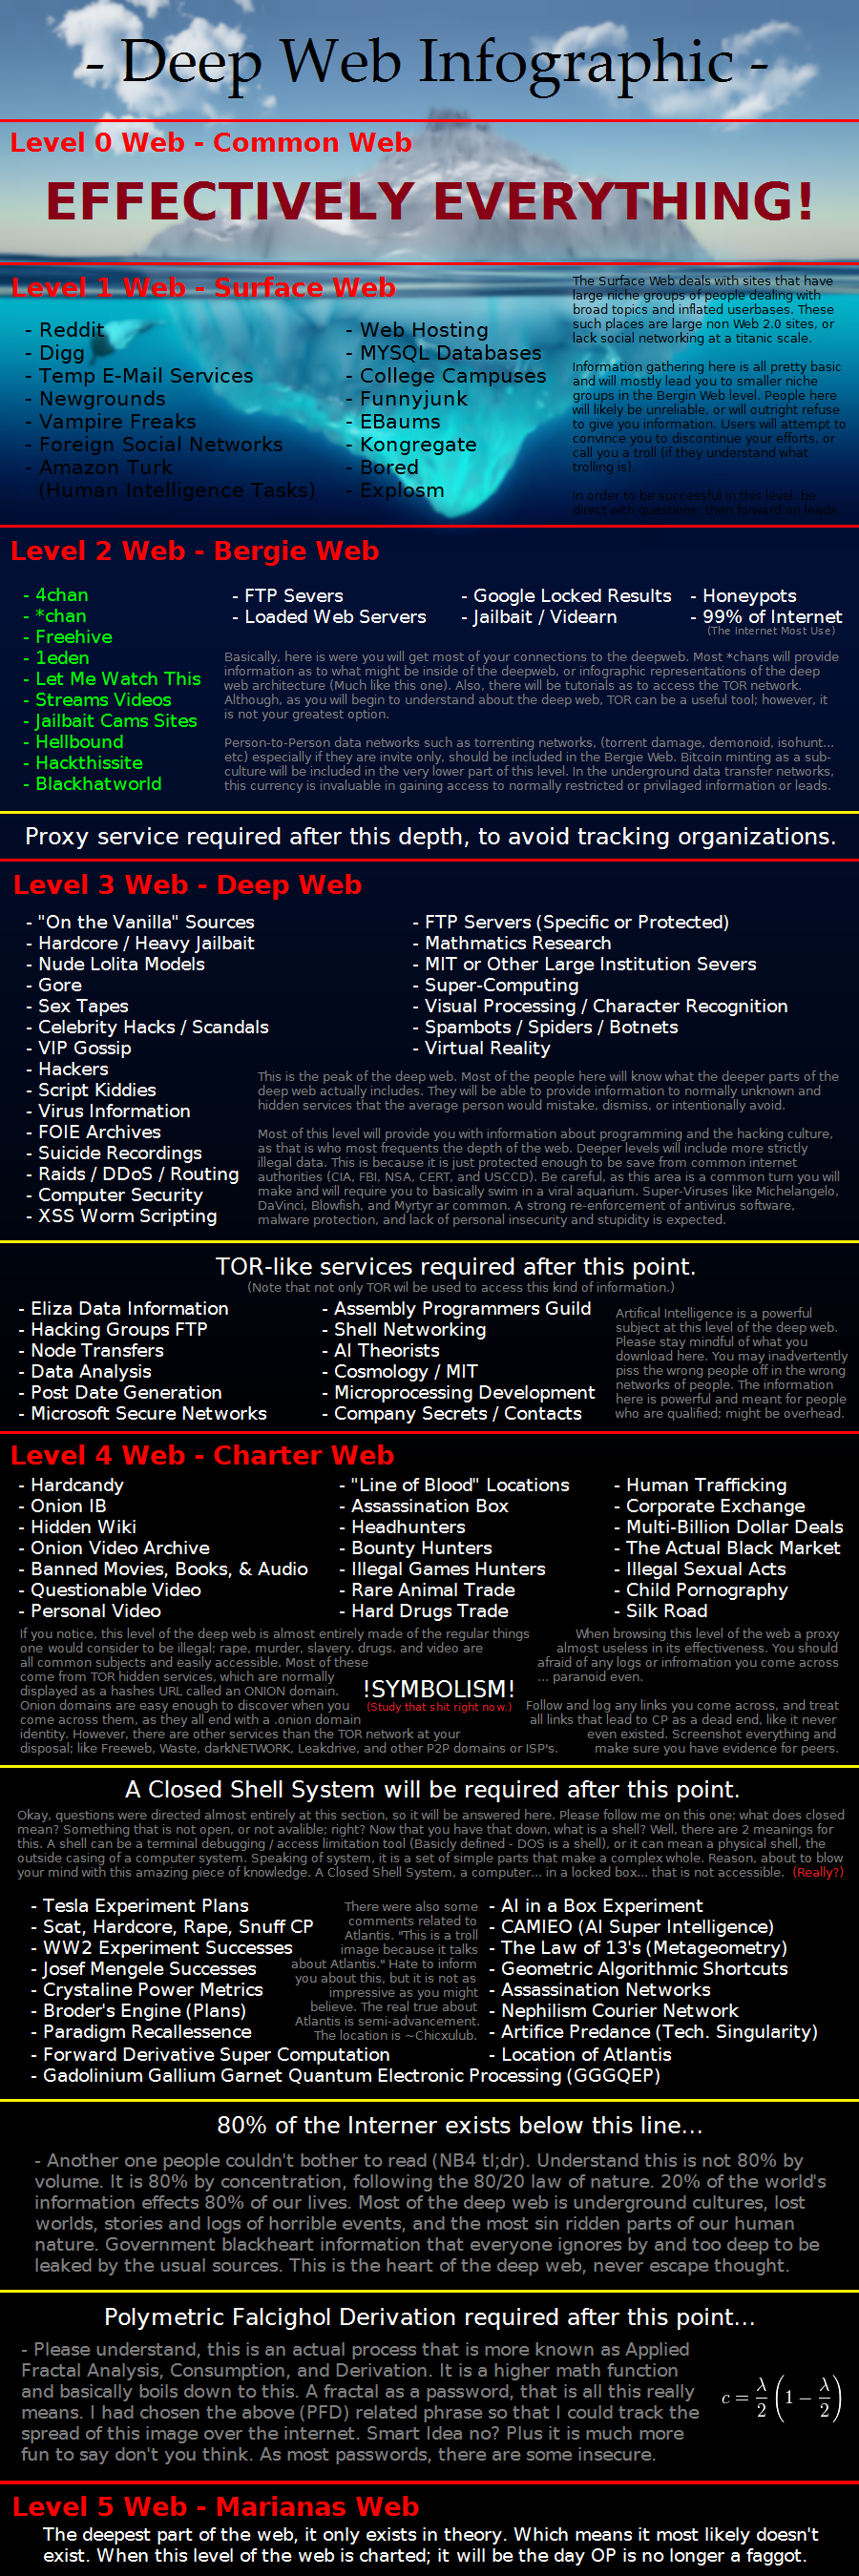 - Deep Web Infographic -
Level 0 Web - Common Web
EFFECTIVELY EVERYTHING!
Level 1 Web - Surface Web
- Reddit
- Digg
- Temp E-Mail Services
- Newgrounds
- Vampire Freaks
- Foreign Social Networks
- Amazon Turk
(Human Intelligence Tasks)
- Web Hosting
- MYSQL Databases
- College Campuses
- Funnyjunk
- EBaums
- Kongregate
- Bored
- Explosm
The Surface Web deals with sites that have
large niche groups of people dealing with
broad topics and inflated userbases. These
such places are large non Web 2.0 sites, or
lack social networking at a titanic scale.
Information gathering here is all pretty basic
and will mostly lead you to smaller niche
groups in the Bergin Web level. People here
will likely be unreliable, or will outright refuse
to give you information. Users will attempt to
convince you to discontinue your efforts, or
call you a troll (if they understand what
trolling is).
In order to be successful in this level, be
direct with questions; then forward on leads.
Level 2 Web - Bergie Web
- 4chan
- *chan
- Freehive
- 1eden
- Let Me Watch This
- Streams Videos
- Jailbait Cams Sites
- Hellbound
- Hackthissite
- Blackhatworld
- FTP Severs
- Loaded Web Servers
- Google Locked Results
- Jailbait / Videarn
- Honeypots
- 99% of Internet
(The Internet Most Use)
Basically, here is were you will get most of your connections to the deepweb. Most *chans will provide
information as to what might be inside of the deepweb, or infographic representations of the deep
web architecture (Much like this one). Also, there will be tutorials as to access the TOR network.
Although, as you will begin to understand about the deep web, TOR can be a useful tool; however, it
is not your greatest option.
Person-to-Person data networks such as torrenting networks, (torrent damage, demonoid, isohunt...
etc) especially if they are invite only, should be included in the Bergie Web. Bitcoin minting as a sub-
culture will be included in the very lower part of this level. In the underground data transfer networks,
this currency is invaluable in gaining access to normally restricted or privilaged information or leads.
Proxy service required after this depth, to avoid tracking organizations.
Level 3 Web - Deep Web
- "On the Vanilla" Sources
- Hardcore / Heavy Jailbait
- Nude Lolita Models
- Gore
- Sex Tapes
- Celebrity Hacks / Scandals
- VIP Gossip
- Hackers
- Script Kiddies
- Virus Information
- FOIE Archives
- Suicide Recordings
- Raids / DDoS / Routing
- Computer Security
- XSS Worm Scripting
- FTP Servers (Specific or Protected)
- Mathmatics Research
- MIT or Other Large Institution Severs
- Super-Computing
- Visual Processing / Character Recognition
- Spambots / Spiders / Botnets
- Virtual Reality
This is the peak of the deep web. Most of the people here will know what the deeper parts of the
deep web actually includes. They will be able to provide information to normally unknown and
hidden services that the average person would mistake, dismiss, or intentionally avoid.
Most of this level will provide you with information about programming and the hacking culture,
as that is who most frequents the depth of the web. Deeper levels will include more strictly
illegal data. This is because it is just protected enough to be save from common internet
authorities (CIA, FBI, NSA, CERT, and USCCD). Be careful, as this area is a common turn you will
make and will require you to basically swim in a viral aquarium. Super-Viruses like Michelangelo,
DaVinci, Blowfish, and Myrtyr ar common. A strong re-enforcement of antivirus software,
malware protection, and lack of personal insecurity and stupidity is expected.
TOR-like services required after this point.
(Note that not only TOR wil be used to access this kind of information.)
- Eliza Data Information
- Hacking Groups FTP
- Node Transfers
- Data Analysis
- Post Date Generation
- Microsoft Secure Networks
- Assembly Programmers Guild
- Shell Networking
- AI Theorists
- Cosmology / MIT
- Microprocessing Development
- Company Secrets / Contacts
Artifical Intelligence is a powerful
subject at this level of the deep web.
Please stay mindful of what you
download here. You may inadvertently
piss the wrong people off in the wrong
networks of people. The information
here is powerful and meant for people
who are qualified; might be overhead.
Level 4 Web - Charter Web
- Hardcandy
- Onion IB
- Hidden Wiki
- Onion Video Archive
- Banned Movies, Books, & Audio
- Questionable Video
- Personal Video
- "Line of Blood" Locations
- Assassination Box
- Headhunters
- Bounty Hunters
- Illegal Games Hunters
- Rare Animal Trade
- Hard Drugs Trade
- Human Trafficking
- Corporate Exchange
- Multi-Billion Dollar Deals
- The Actual Black Market
- Illegal Sexual Acts
- Child Pornography
- Silk Road
If you notice, this level of the deep web is almost entirely made of the regular things
one would consider to be illegal; rape, murder, slavery. drugs. and video are
all common subjects and easily accessible. Most of these
come from TOR hidden services, which are normally
displayed as a hashes URL called an ONION domain.
Onion domains are easy enough to discover when you
come across them, as they all end with a .onion domain
identity. However, there are other services than the TOR network at your
disposal; like Freeweb, Waste, darkNETWORK, Leakdrive, and other P2P domains or ISP's.
!SYMBOLISM!
(Study that shit right now.)
When browsing this level of the web a proxy
almost useless in its effectiveness. You should
afraid of any logs or infromation you come across
... paranoid even.
Follow and log any links you come across, and treat
all links that lead to CP as a dead end, like it never
even existed. Screenshot everything and
make sure you have evidence for peers.
A Closed Shell System will be required after this point.
Okay, questions were directed almost entirely at this section, so it will be answered here. Please follow me on this one; what does closed
mean? Something that is not open, or not avalible; right? Now that you have that down, what is a shell? Well, there are 2 meanings for
this. A shell can be a terminal debugging / access limitation tool (Basicly defined - DOS is a shell), or it can mean a physical shell, the
outside casing of a computer system. Speaking of system, it is a set of simple parts that make a complex whole. Reason, about to blow
your mind with this amazing piece of knowledge. A Closed Shell System, a computer... in a locked box... that is not accessible. (Really?)
- Tesla Experiment Plans
- Scat, Hardcore, Rape, Snuff CP
- WW2 Experiment Successes
- Josef Mengele Successes
- Crystaline Power Metrics
- Broder's Engine (Plans)
- Paradigm Recallessence
- Forward Derivative Super Computation
- Gadolinium Gallium Garnet Quantum Electronic Processing (GGGQEP)
There were also some
comments related to
Atlantis. "This is a troll
image because it talks
about Atlantis." Hate to inform
you about this, but it is not as
impressive as you might
believe. The real true about
Atlantis is semi-advancement.
The location is ~Chicxulub.
- AI in a Box Experiment
- CAMIEO (AI Super Intelligence)
- The Law of 13's (Metageometry)
- Geometric Algorithmic Shortcuts
- Assassination Networks
- Nephilism Courier Network
- Artifice Predance (Tech. Singularity)
- Location of Atlantis
80% of the Interner exists below this line...
- Another one people couldn't bother to read (NB4 tl;dr). Understand this is not 80% by
volume. It is 80% by concentration, following the 80/20 law of nature. 20% of the world's
information effects 80% of our lives. Most of the deep web is underground cultures, lost
worlds, stories and logs of horrible events, and the most sin ridden parts of our human
nature. Government blackheart information that everyone ignores by and too deep to be
leaked by the usual sources. This is the heart of the deep web, never escape thought.
Polymetric Falcighol Derivation required after this point...
- Please understand, this is an actual process that is more known as Applied
Fractal Analysis, Consumption, and Derivation. It is a higher math function
and basically boils down to this. A fractal as a password, that is all this really
means. I had chosen the above (PFD) related phrase so that I could track the
spread of this image over the internet. Smart Idea no? Plus it is much more
fun to say don't you think. As most passwords, there are some insecure.
c = λ/2 (1 − λ/2)
Level 5 Web - Marianas Web
The deepest part of the web, it only exists in theory. Which means it most likely doesn't
exist. When this level of the web is charted; it will be the day OP is no longer a faggot.